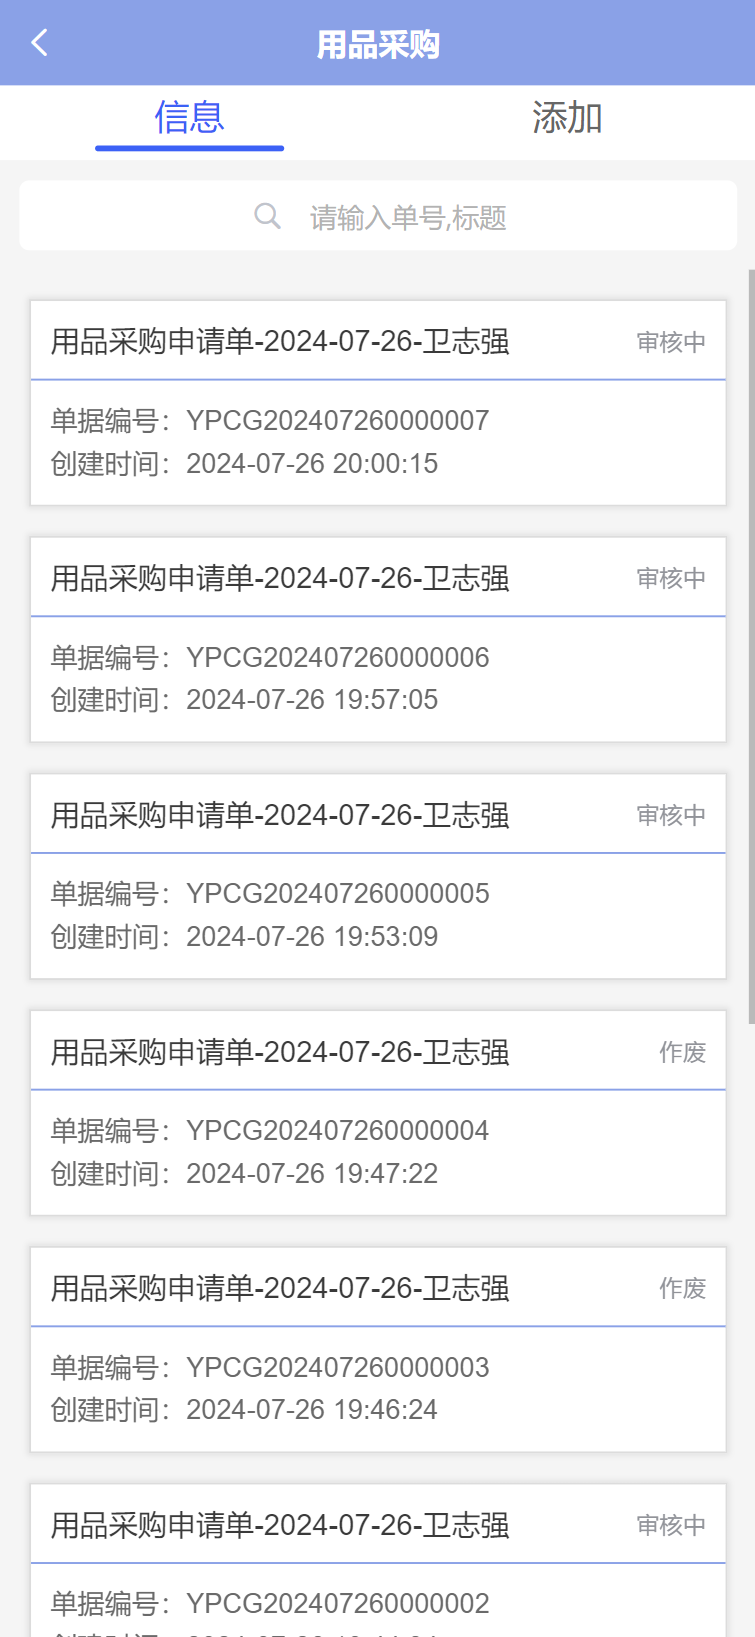 用品采购
信息
添加
请输入单号,标题
用品采购申请单-2024-07-26-卫志强
审核中
单据编号：YPCG202407260000007
创建时间：2024-07-26 20:00:15
用品采购申请单-2024-07-26-卫志强
审核中
单据编号：YPCG202407260000006
创建时间：2024-07-26 19:57:05
用品采购申请单-2024-07-26-卫志强
审核中
单据编号：YPCG202407260000005
创建时间：2024-07-26 19:53:09
用品采购申请单-2024-07-26-卫志强
作废
单据编号：YPCG202407260000004
创建时间：2024-07-26 19:47:22
用品采购申请单-2024-07-26-卫志强
作废
单据编号：YPCG202407260000003
创建时间：2024-07-26 19:46:24
用品采购申请单-2024-07-26-卫志强
审核中
单据编号：YPCG202407260000002